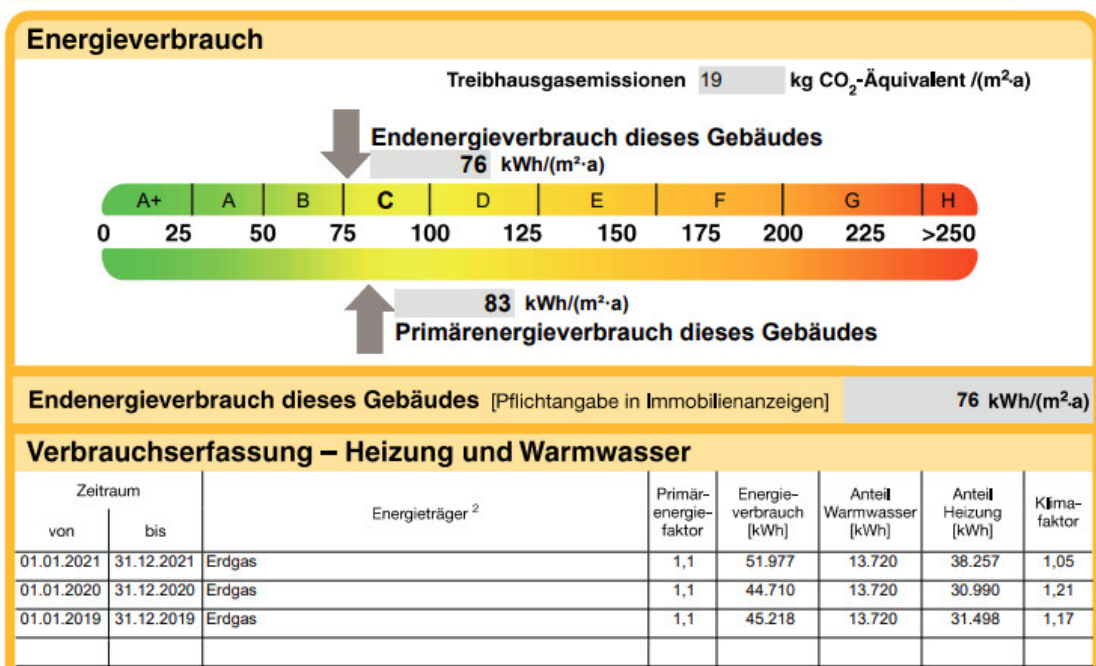 Energieverbrauch
Treibhausgasemissionen 19 kg CO₂-Äquivalent /(m²·a)
Endenergieverbrauch dieses Gebäudes
76 kWh/(m²·a)
A+ A B C D E F G H
0 25 50 75 100 125 150 175 200 225 >250
83 kWh/(m²·a)
Primärenergieverbrauch dieses Gebäudes
Endenergieverbrauch dieses Gebäudes [Pflichtangabe in Immobilienanzeigen] 76 kWh/(m²·a)
Verbrauchserfassung – Heizung und Warmwasser
Zeitraum
von bis
Energieträger ²
Primär-
energie-
faktor
Energie-
verbrauch
[kWh]
Anteil
Warmwasser
[kWh]
Anteil
Heizung
[kWh]
Klima-
faktor
01.01.2021 31.12.2021 Erdgas 1,1 51.977 13.720 38.257 1,05
01.01.2020 31.12.2020 Erdgas 1,1 44.710 13.720 30.990 1,21
01.01.2019 31.12.2019 Erdgas 1,1 45.218 13.720 31.498 1,17